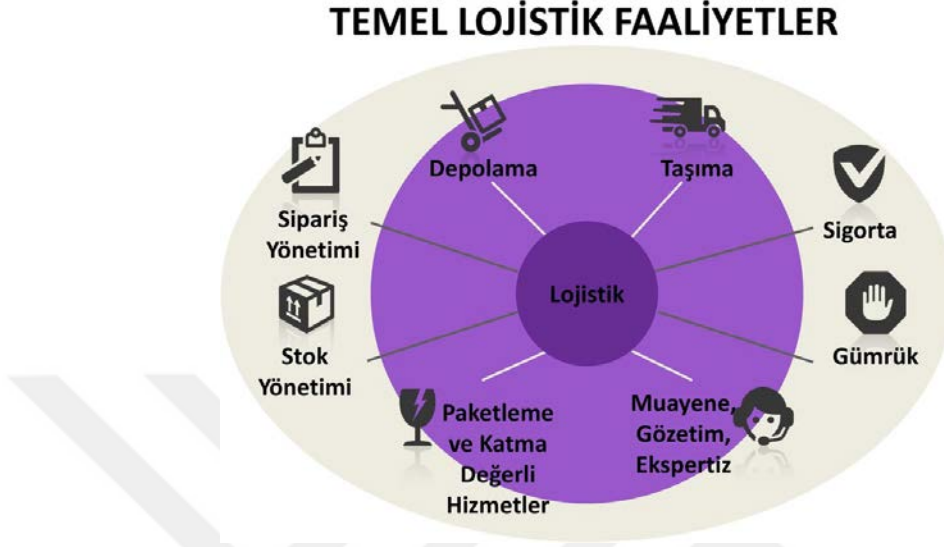 TEMEL LOJİSTİK FAALİYETLER
Depolama
Taşıma
Sipariş
Yönetimi
Sigorta
Lojistik
Stok
Yönetimi
Gümrük
Paketleme
ve Katma
Değerli
Hizmetler
Muayene,
Gözetim,
Ekspertiz